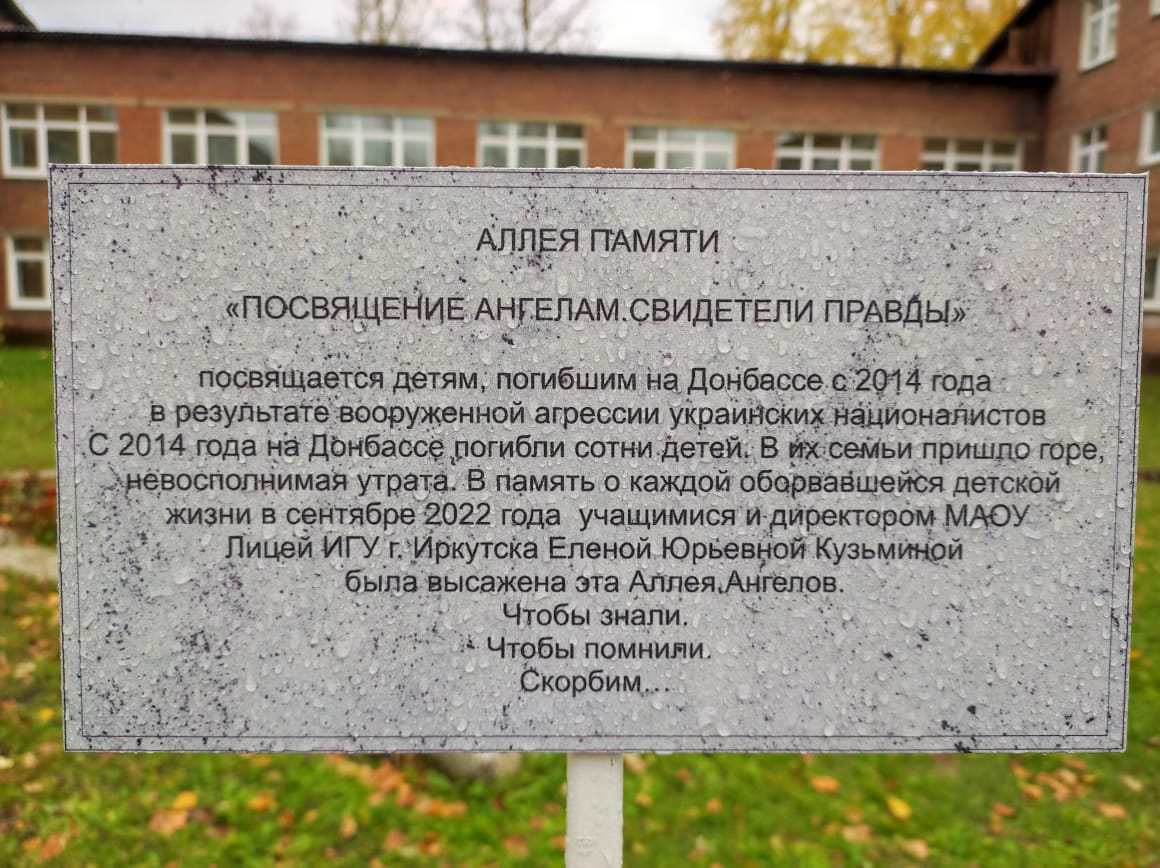 АЛЛЕЯ ПАМЯТИ
«ПОСВЯЩЕНИЕ АНГЕЛАМ.СВИДЕТЕЛИ ПРАВДЫ»
посвящается детям, погибшим на Донбассе с 2014 года
в результате вооруженной агрессии украинских националистов
С 2014 года на Донбассе погибли сотни детей. В их семьи пришло горе,
невосполнимая утрата. В память о каждой оборвавшейся детской
жизни в сентябре 2022 года учащимися и директором МАОУ
Лицей ИГУ г. Иркутска Еленой Юрьевной Кузьминой
была высажена эта Аллея Ангелов.
Чтобы знали.
Чтобы помнили.
Скорбим...